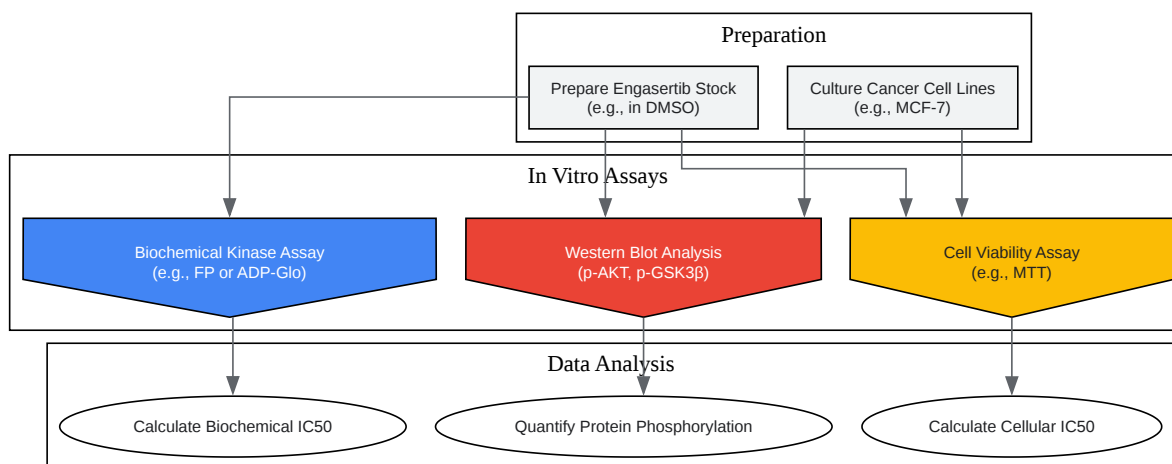 Preparation
Prepare Engasertib Stock
(e.g., in DMSO)
Culture Cancer Cell Lines
(e.g., MCF-7)
In Vitro Assays
Biochemical Kinase Assay
(e.g., FP or ADP-Glo)
Western Blot Analysis
(p-AKT, p-GSK3β)
Cell Viability Assay
(e.g., MTT)
Data Analysis
Calculate Biochemical IC50
Quantify Protein Phosphorylation
Calculate Cellular IC50